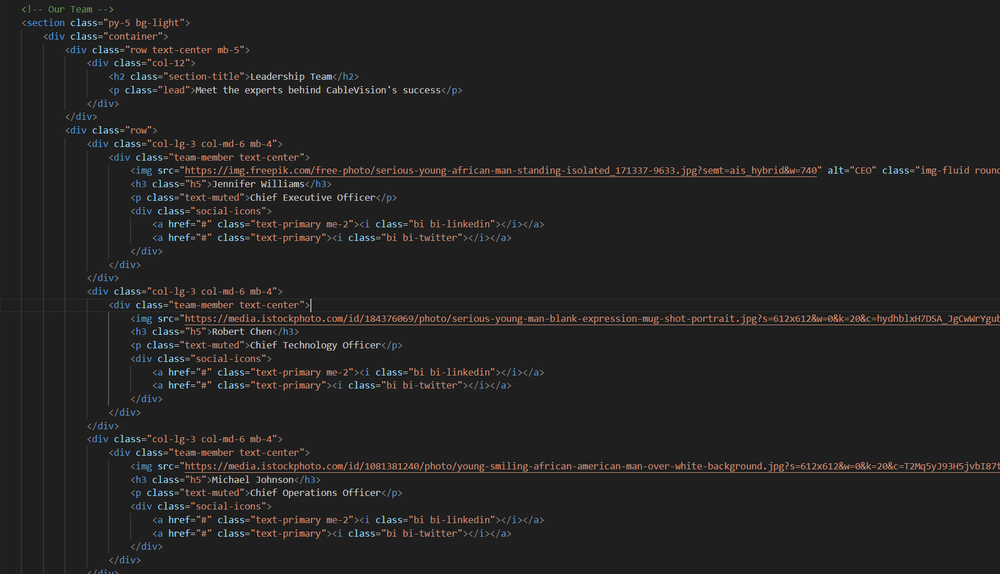 <!-- Our Team -->
<section class="py-5 bg-light">
<div class="container">
<div class="row text-center mb-5">
<div class="col-12">
<h2 class="section-title">Leadership Team</h2>
<p class="lead">Meet the experts behind CableVision's success</p>
</div>
</div>
<div class="row">
<div class="col-lg-3 col-md-6 mb-4">
<div class="team-member text-center">
<img src="https://img.freepik.com/free-photo/serious-young-african-man-standing-isolated_171337-9633.jpg?semt=ais_hybrid&w=740" alt="CEO" class="img-fluid roun
<h3 class="h5">Jennifer Williams</h3>
<p class="text-muted">Chief Executive Officer</p>
<div class="social-icons">
<a href="#" class="text-primary me-2"><i class="bi bi-linkedin"></i></a>
<a href="#" class="text-primary"><i class="bi bi-twitter"></i></a>
</div>
</div>
</div>
<div class="col-lg-3 col-md-6 mb-4">
<div class="team-member text-center">
<img src="https://media.istockphoto.com/id/184376069/photo/serious-young-man-blank-expression-mug-shot-portrait.jpg?s=612x612&w=0&k=20&c=hydhblxH7DSA_JgCwWrYgub
<h3 class="h5">Robert Chen</h3>
<p class="text-muted">Chief Technology Officer</p>
<div class="social-icons">
<a href="#" class="text-primary me-2"><i class="bi bi-linkedin"></i></a>
<a href="#" class="text-primary"><i class="bi bi-twitter"></i></a>
</div>
</div>
</div>
<div class="col-lg-3 col-md-6 mb-4">
<div class="team-member text-center">
<img src="https://media.istockphoto.com/id/1081381240/photo/young-smiling-african-american-man-over-white-background.jpg?s=612x612&w=0&k=20&c=T2Mq5yJ93H5jvbI87t
<h3 class="h5">Michael Johnson</h3>
<p class="text-muted">Chief Operations Officer</p>
<div class="social-icons">
<a href="#" class="text-primary me-2"><i class="bi bi-linkedin"></i></a>
<a href="#" class="text-primary"><i class="bi bi-twitter"></i></a>
</div>
</div>
</div>